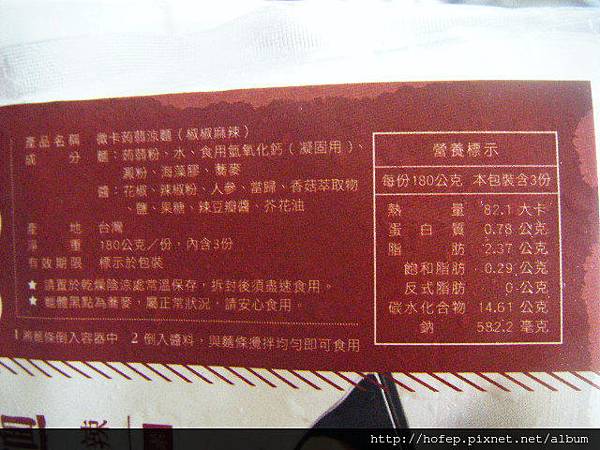 產品名稱 微卡蒟蒻涼麵(椒椒麻辣)
成分 麵:蒟蒻粉、水、食用氫氧化鈣(凝固用)、
澱粉、海藻膠、蕎麥
醬:花椒、辣椒粉、人參、當歸、香菇萃取物
、鹽、果糖、辣豆瓣醬、芥花油
產地 台灣
淨重 180公克/份,內含3份
有效期限 標示於包裝
★ 請置於乾燥陰涼處常溫保存,拆封後須盡速食用。
★ 麵體黑點為蕎麥,屬正常狀況,請安心食用。
1 將麵條倒入容器中 2 倒入醬料,與麵條攪拌均勻即可食用
營養標示
每份180公克 本包裝含3份
熱量 82.1 大卡
蛋白質 0.78 公克
脂肪 2.37 公克
飽和脂肪 0.29 公克
反式脂肪 0 公克
碳水化合物 14.61 公克
鈉 582.2 毫克
http://hofep.pixnet.net/album